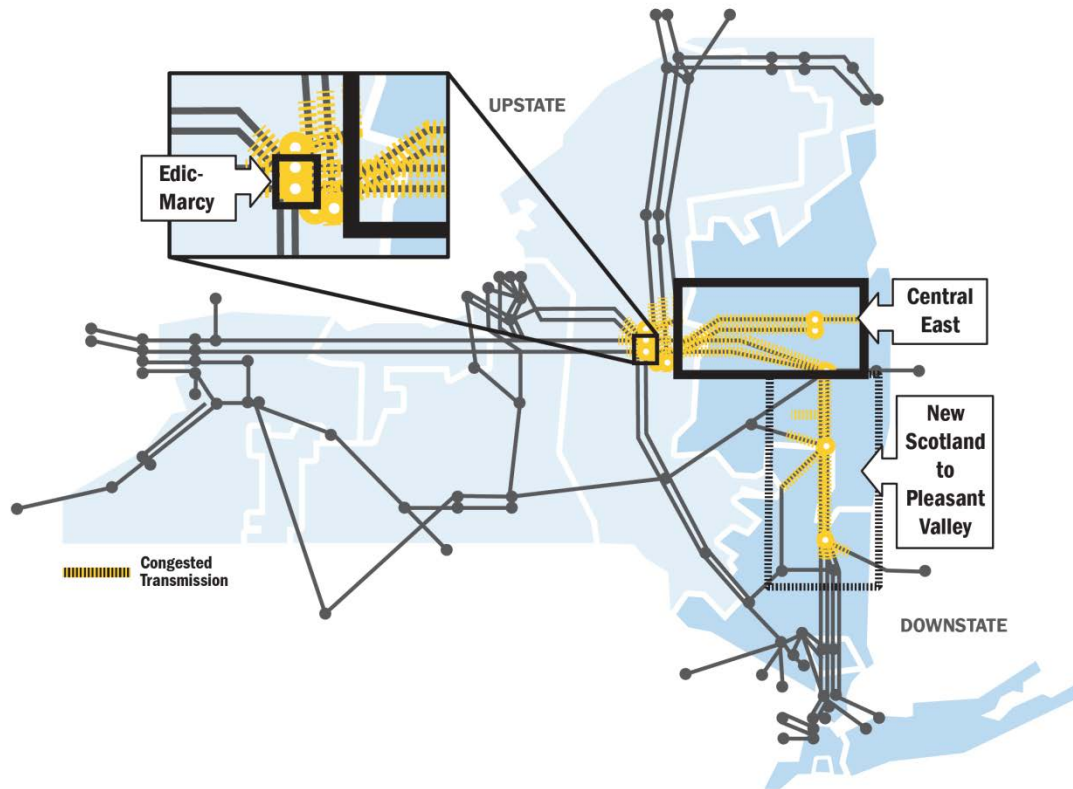 UPSTATE
Edic-
Marcy
Central
East
New
Scotland
to
Pleasant
Valley
Congested
Transmission
DOWNSTATE